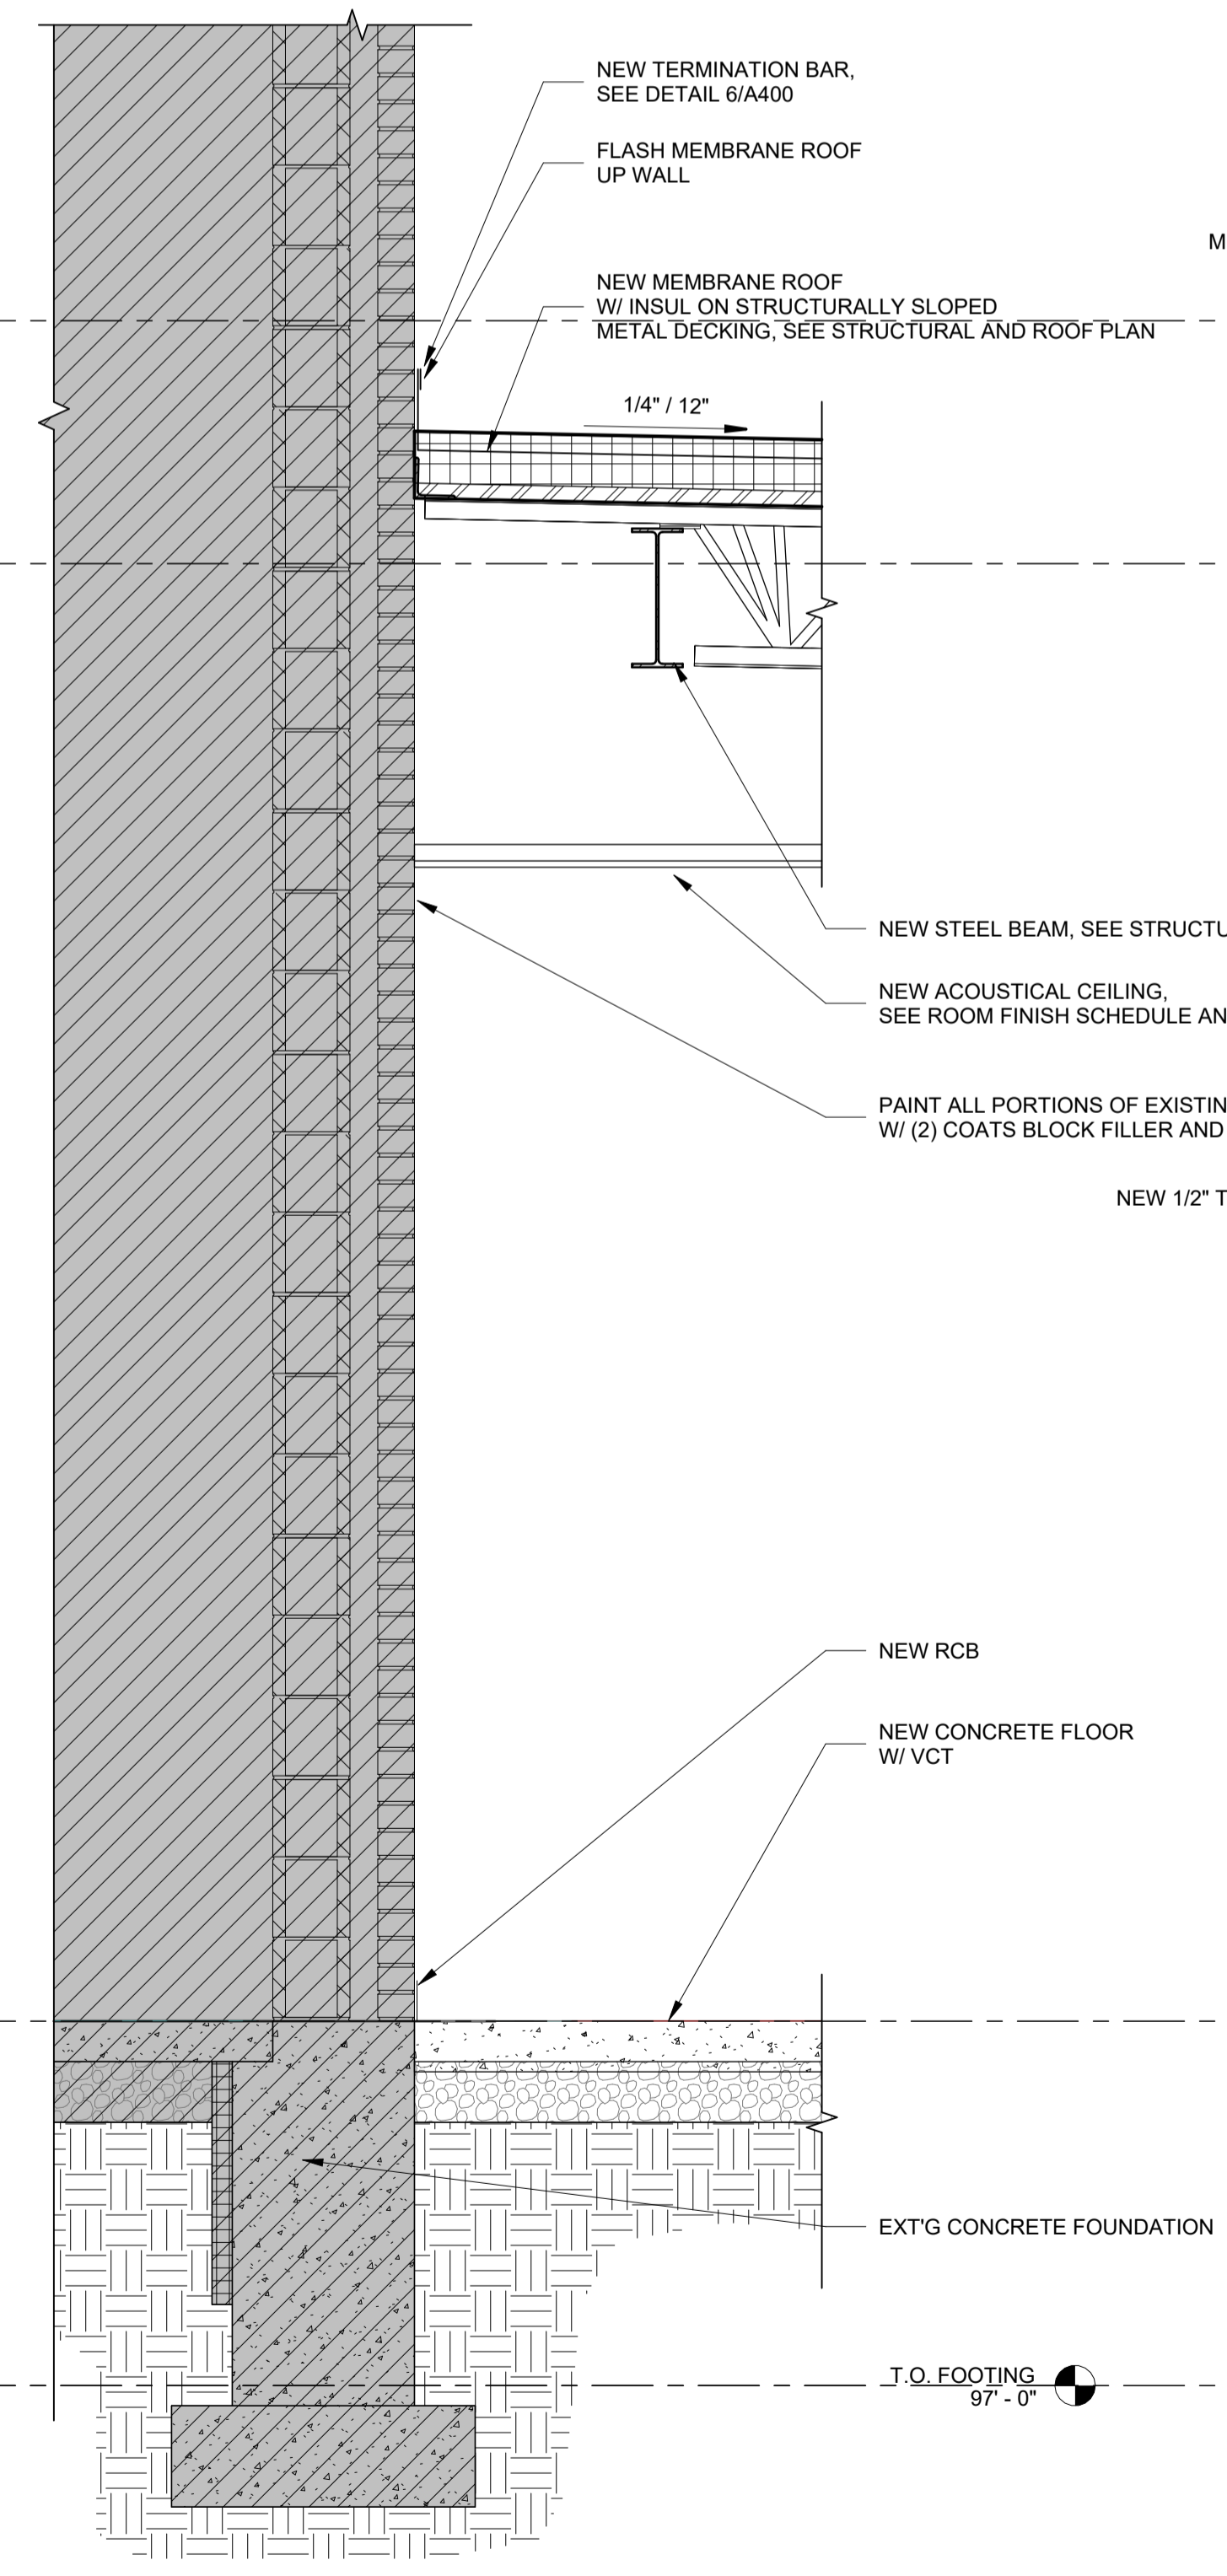 NEW TERMINATION BAR,
SEE DETAIL 6/A400
FLASH MEMBRANE ROOF
UP WALL
M
NEW MEMBRANE ROOF
W/ INSUL ON STRUCTURALLY SLOPED
METAL DECKING, SEE STRUCTURAL AND ROOF PLAN
1/4" / 12"
NEW STEEL BEAM, SEE STRUCTU
NEW ACOUSTICAL CEILING,
SEE ROOM FINISH SCHEDULE AN
PAINT ALL PORTIONS OF EXISTIN
W/ (2) COATS BLOCK FILLER AND
NEW 1/2" T
NEW RCB
NEW CONCRETE FLOOR
W/ VCT
EXT'G CONCRETE FOUNDATION
T.O. FOOTING
97' - 0"